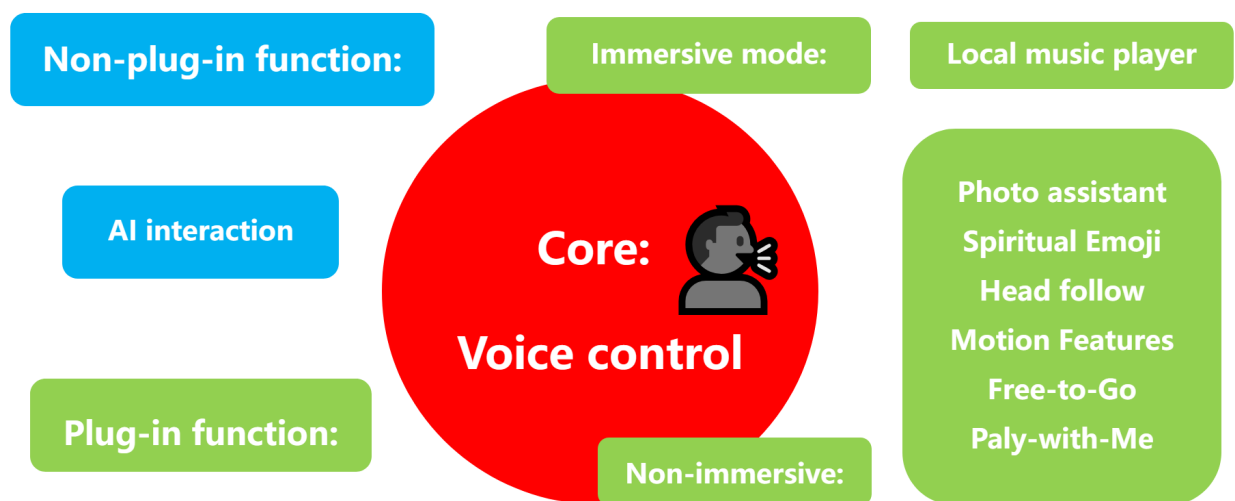 Non-plug-in function:
AI interaction
Plug-in function:
Core:
Voice control
Immersive mode:
Non-immersive:
Local music player
Photo assistant
Spiritual Emoji
Head follow
Motion Features
Free-to-Go
Paly-with-Me